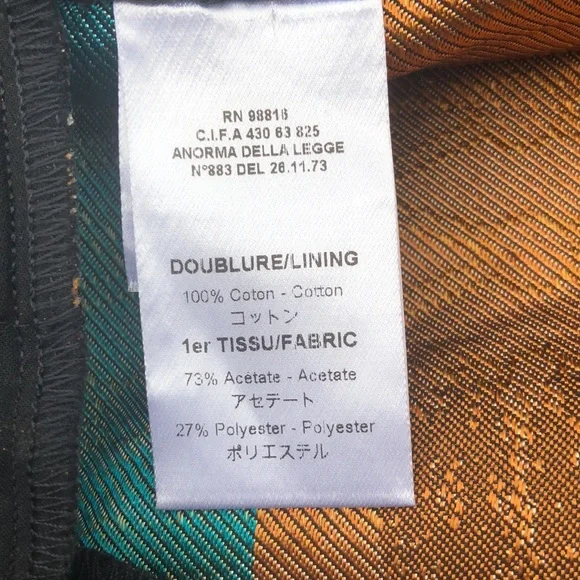 RN 98816
C.I.F.A 430 63 825
ANORMA DELLA LEGGE
N°883 DEL 26.11.73
DOUBLURE/LINING
100% Coton - Cotton
コットン
1er TISSU/FABRIC
73% Acetate - Acetate
アセテート
27% Polyester - Polyester
ポリエステル